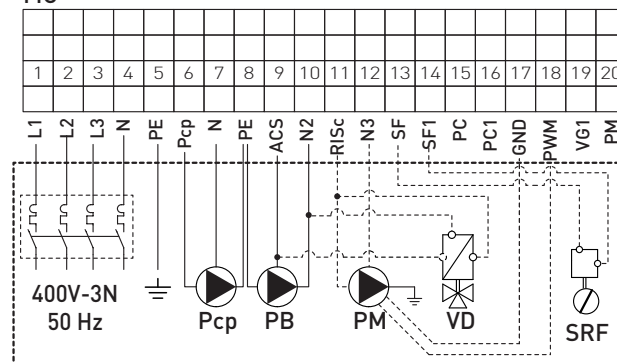 1 2 3 4 5 6 7 8 9 10 11 12 13 14 15 16 17 18 19 20
L1 L2 L3 N PE Pcp N PE ACS N2 RISc N3 SF SF1 PC PC1 GND PWM VG1 PM
400V-3N
50 Hz
Pcp PB PM VD
SRF